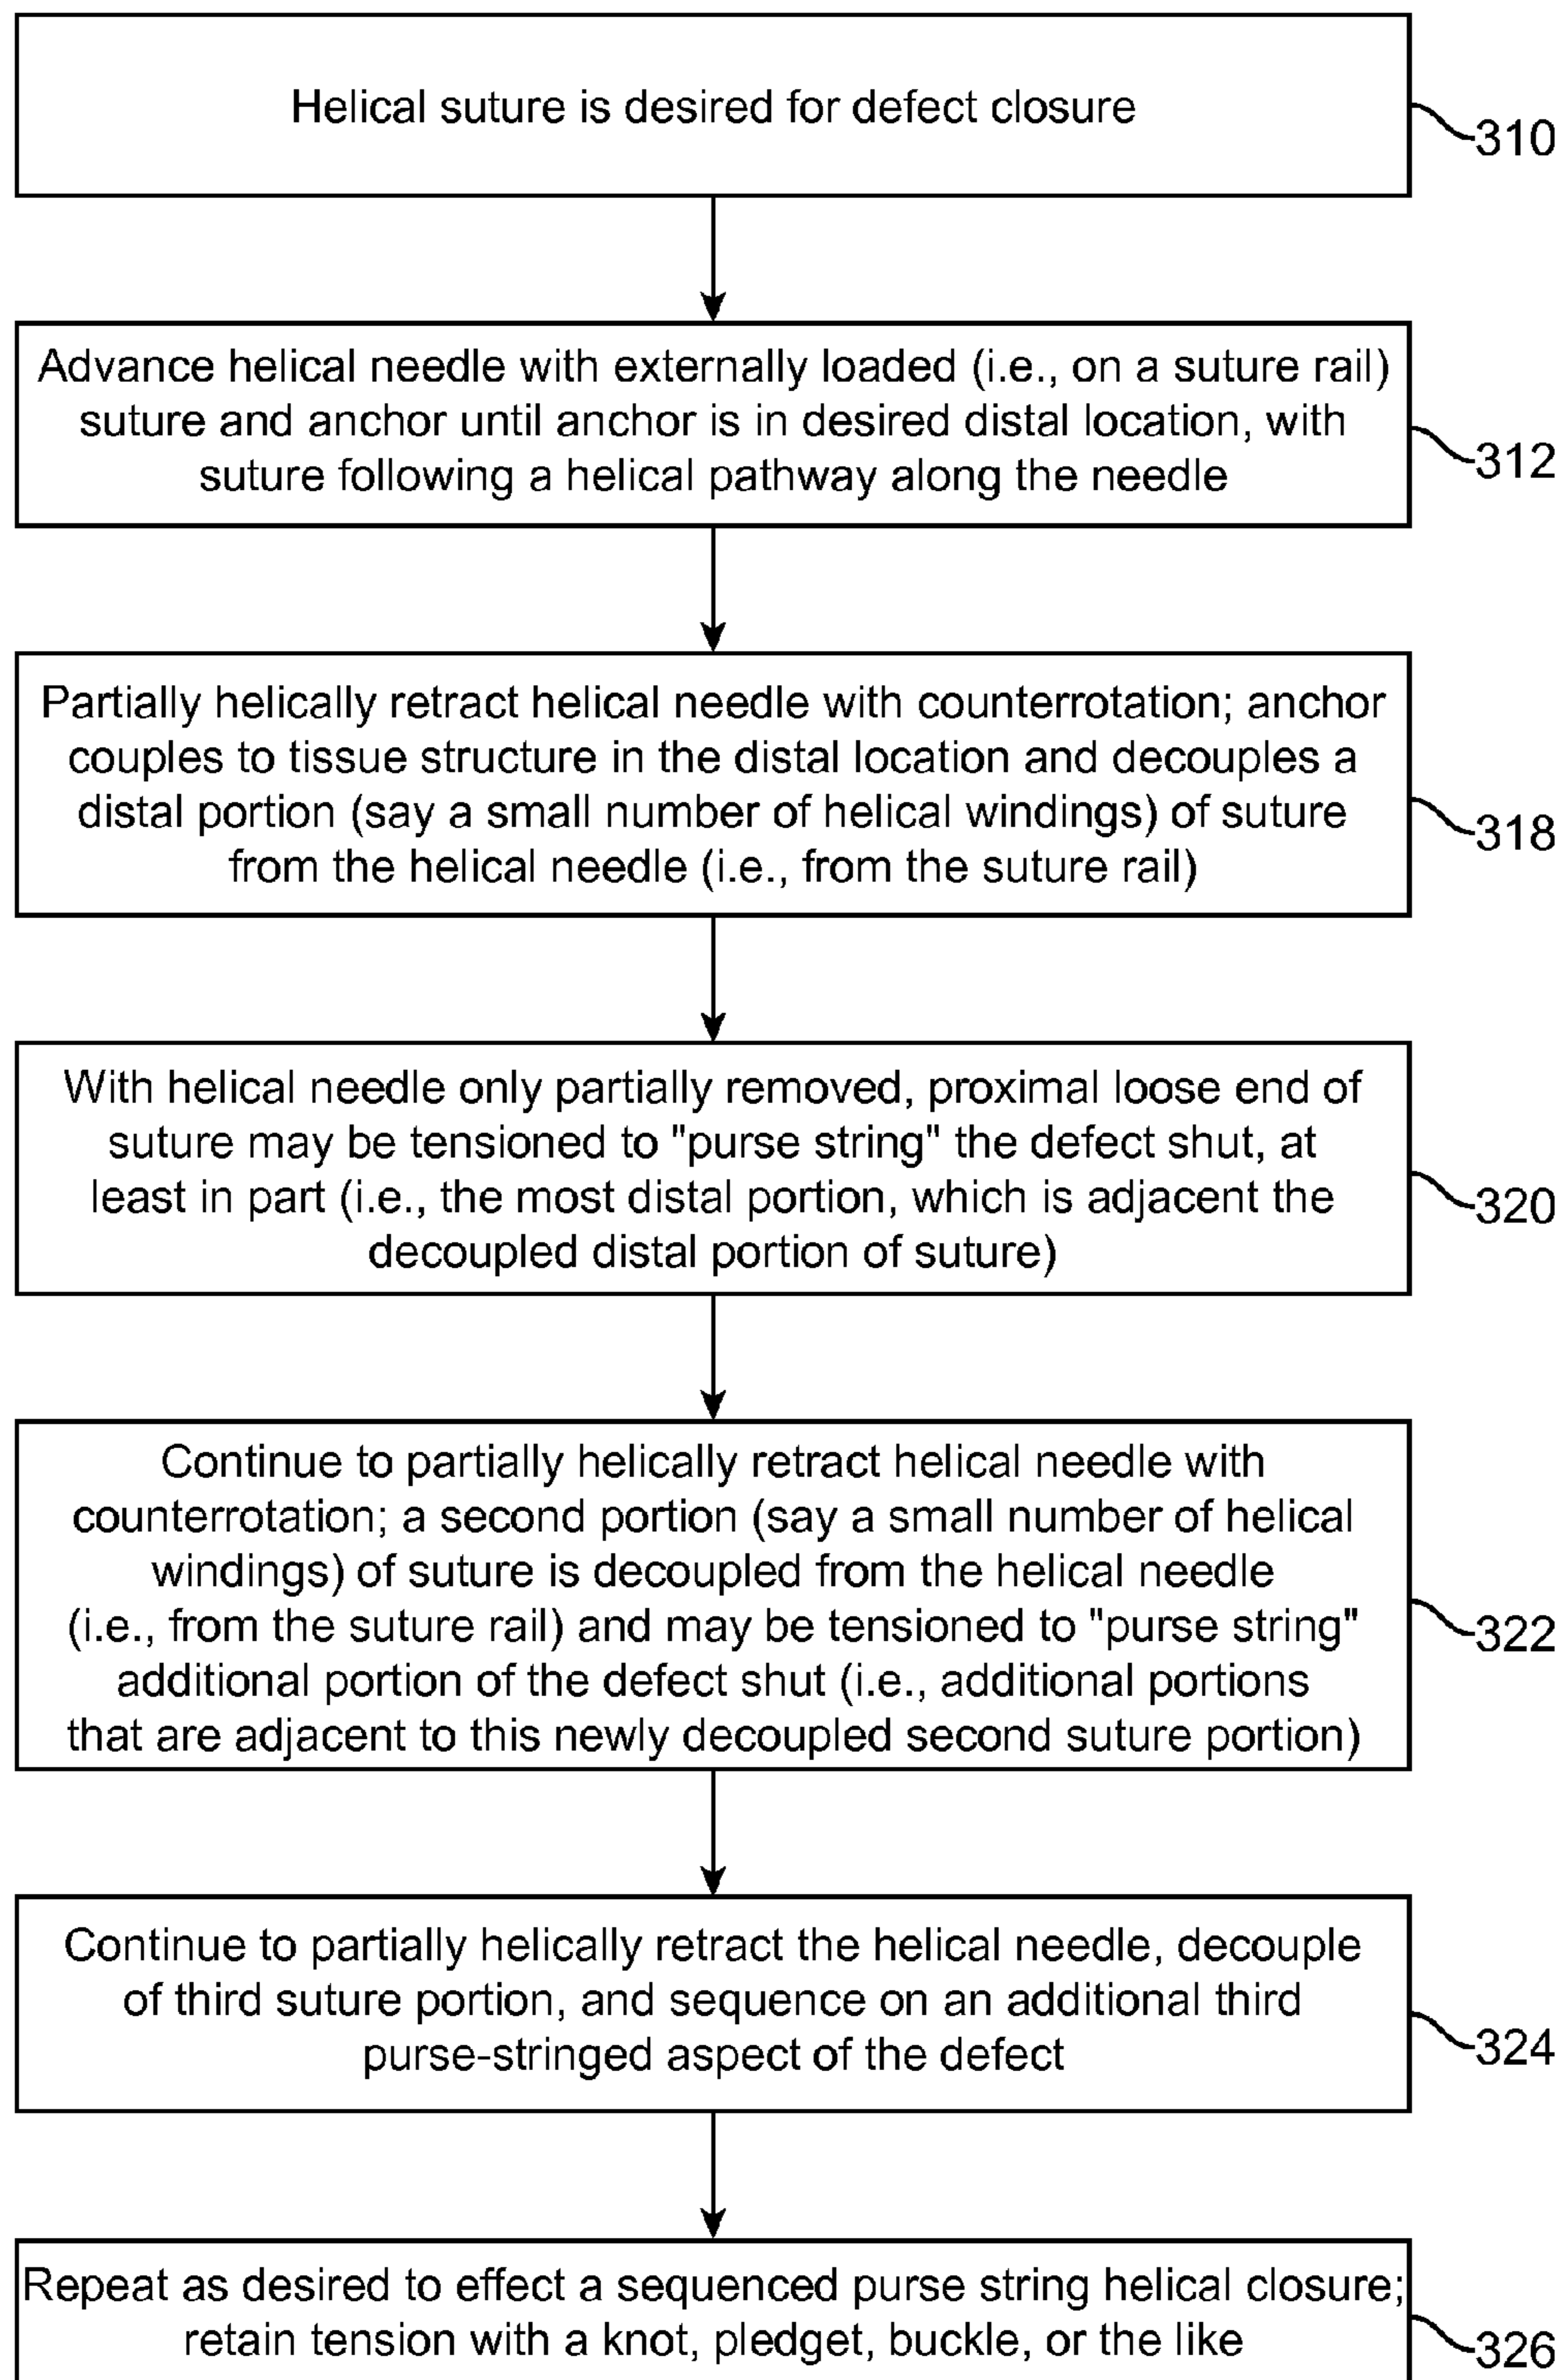 Helical suture is desired for defect closure
310
Advance helical needle with externally loaded (i.e., on a suture rail)
suture and anchor until anchor is in desired distal location, with
suture following a helical pathway along the needle
312
Partially helically retract helical needle with counterrotation; anchor
couples to tissue structure in the distal location and decouples a
distal portion (say a small number of helical windings) of suture
from the helical needle (i.e., from the suture rail)
318
With helical needle only partially removed, proximal loose end of
suture may be tensioned to "purse string" the defect shut, at
least in part (i.e., the most distal portion, which is adjacent the
decoupled distal portion of suture)
320
Continue to partially helically retract helical needle with
counterrotation; a second portion (say a small number of helical
windings) of suture is decoupled from the helical needle
(i.e., from the suture rail) and may be tensioned to "purse string"
additional portion of the defect shut (i.e., additional portions
that are adjacent to this newly decoupled second suture portion)
322
Continue to partially helically retract the helical needle, decouple
of third suture portion, and sequence on an additional third
purse-stringed aspect of the defect
324
Repeat as desired to effect a sequenced purse string helical closure;
retain tension with a knot, pledget, buckle, or the like
326